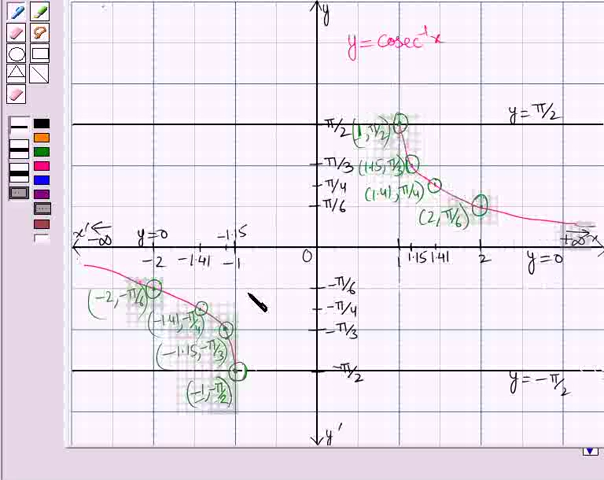 y
y = cosec⁻¹x
y = π/2
π/2 (1, π/2)
π/3 (1.15, π/3)
π/4 (1.41, π/4)
π/6 (2, π/6)
x' ← -∞ y=0 -1.15 +∞ → x
-2 -1.41 -1 0 1 1.15 1.41 2 y=0
(-2, -π/6) -π/6
(-1.41, -π/4) -π/4
(-1.15, -π/3) -π/3
(-1, -π/2) -π/2 y = -π/2
y'